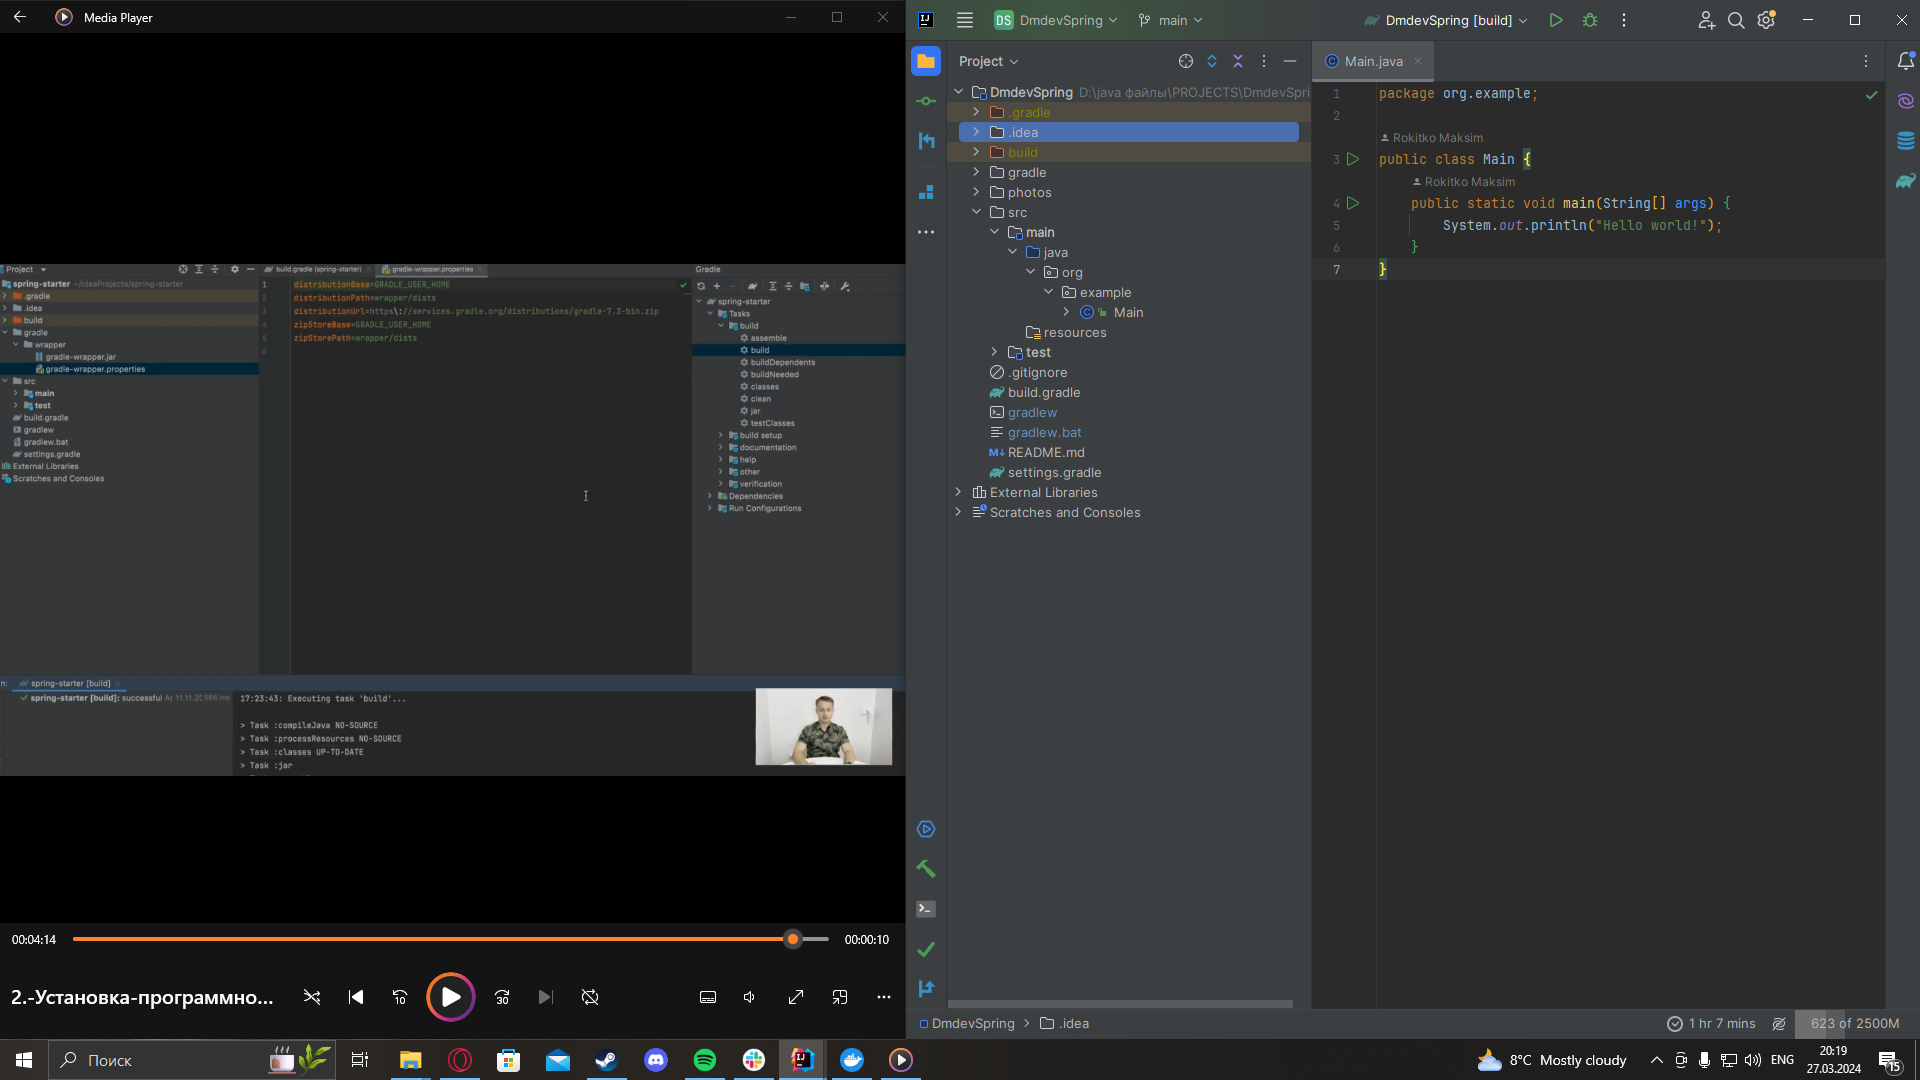 Media Player
Project
build.gradle (spring-starter)
gradle-wrapper.properties
Gradle
spring-starter ~/IdeaProjects/spring-starter
.gradle
.idea
build
gradle
wrapper
gradle-wrapper.jar
gradle-wrapper.properties
src
main
test
build.gradle
gradlew
gradlew.bat
settings.gradle
External Libraries
Scratches and Consoles
1 distributionBase=GRADLE_USER_HOME
2 distributionPath=wrapper/dists
3 distributionUrl=https\://services.gradle.org/distributions/gradle-7.3-bin.zip
4 zipStoreBase=GRADLE_USER_HOME
5 zipStorePath=wrapper/dists
6
spring-starter
Tasks
build
assemble
build
buildDependents
buildNeeded
classes
clean
jar
testClasses
build setup
documentation
help
other
verification
Dependencies
Run Configurations
n: spring-starter [build]
spring-starter [build]: successful At 11.11.20 566 ms
17:23:43: Executing task 'build'...
> Task :compileJava NO-SOURCE
> Task :processResources NO-SOURCE
> Task :classes UP-TO-DATE
> Task :jar
00:04:14
00:00:10
2.-Установка-программно...
10
30
DS DmdevSpring
main
DmdevSpring [build]
Project
DmdevSpring D:\java файлы\PROJECTS\DmdevSpri
.gradle
.idea
build
gradle
photos
src
main
java
org
example
Main
resources
test
.gitignore
build.gradle
gradlew
gradlew.bat
README.md
settings.gradle
External Libraries
Scratches and Consoles
Main.java
1 package org.example;
2
Rokitko Maksim
3 public class Main {
Rokitko Maksim
4 public static void main(String[] args) {
5 System.out.println("Hello world!");
6 }
7 }
DmdevSpring > .idea
1 hr 7 mins
623 of 2500M
Поиск
8°C Mostly cloudy
ENG
20:19
27.03.2024
15